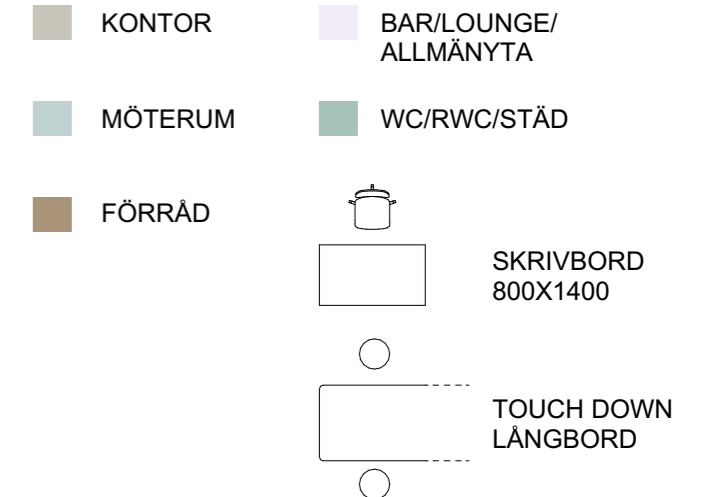 KONTOR
BAR/LOUNGE/
ALLMÄNYTA
MÖTERUM
WC/RWC/STÄD
FÖRRÅD
SKRIVBORD
800X1400
TOUCH DOWN
LÅNGBORD